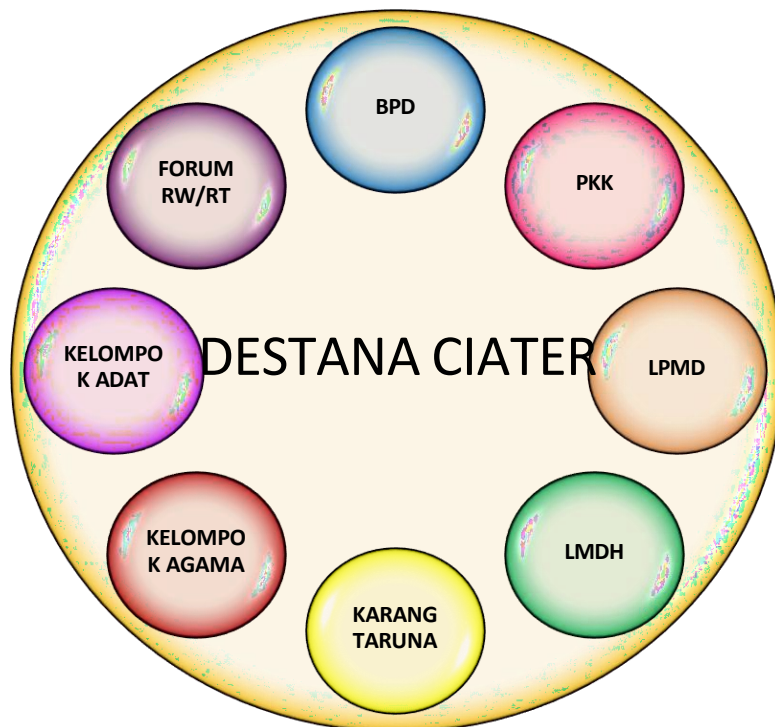 BPD
FORUM
RW/RT
PKK
KELOMPO
K ADAT
DESTANA CIATER
LPMD
KELOMPO
K AGAMA
LMDH
KARANG
TARUNA